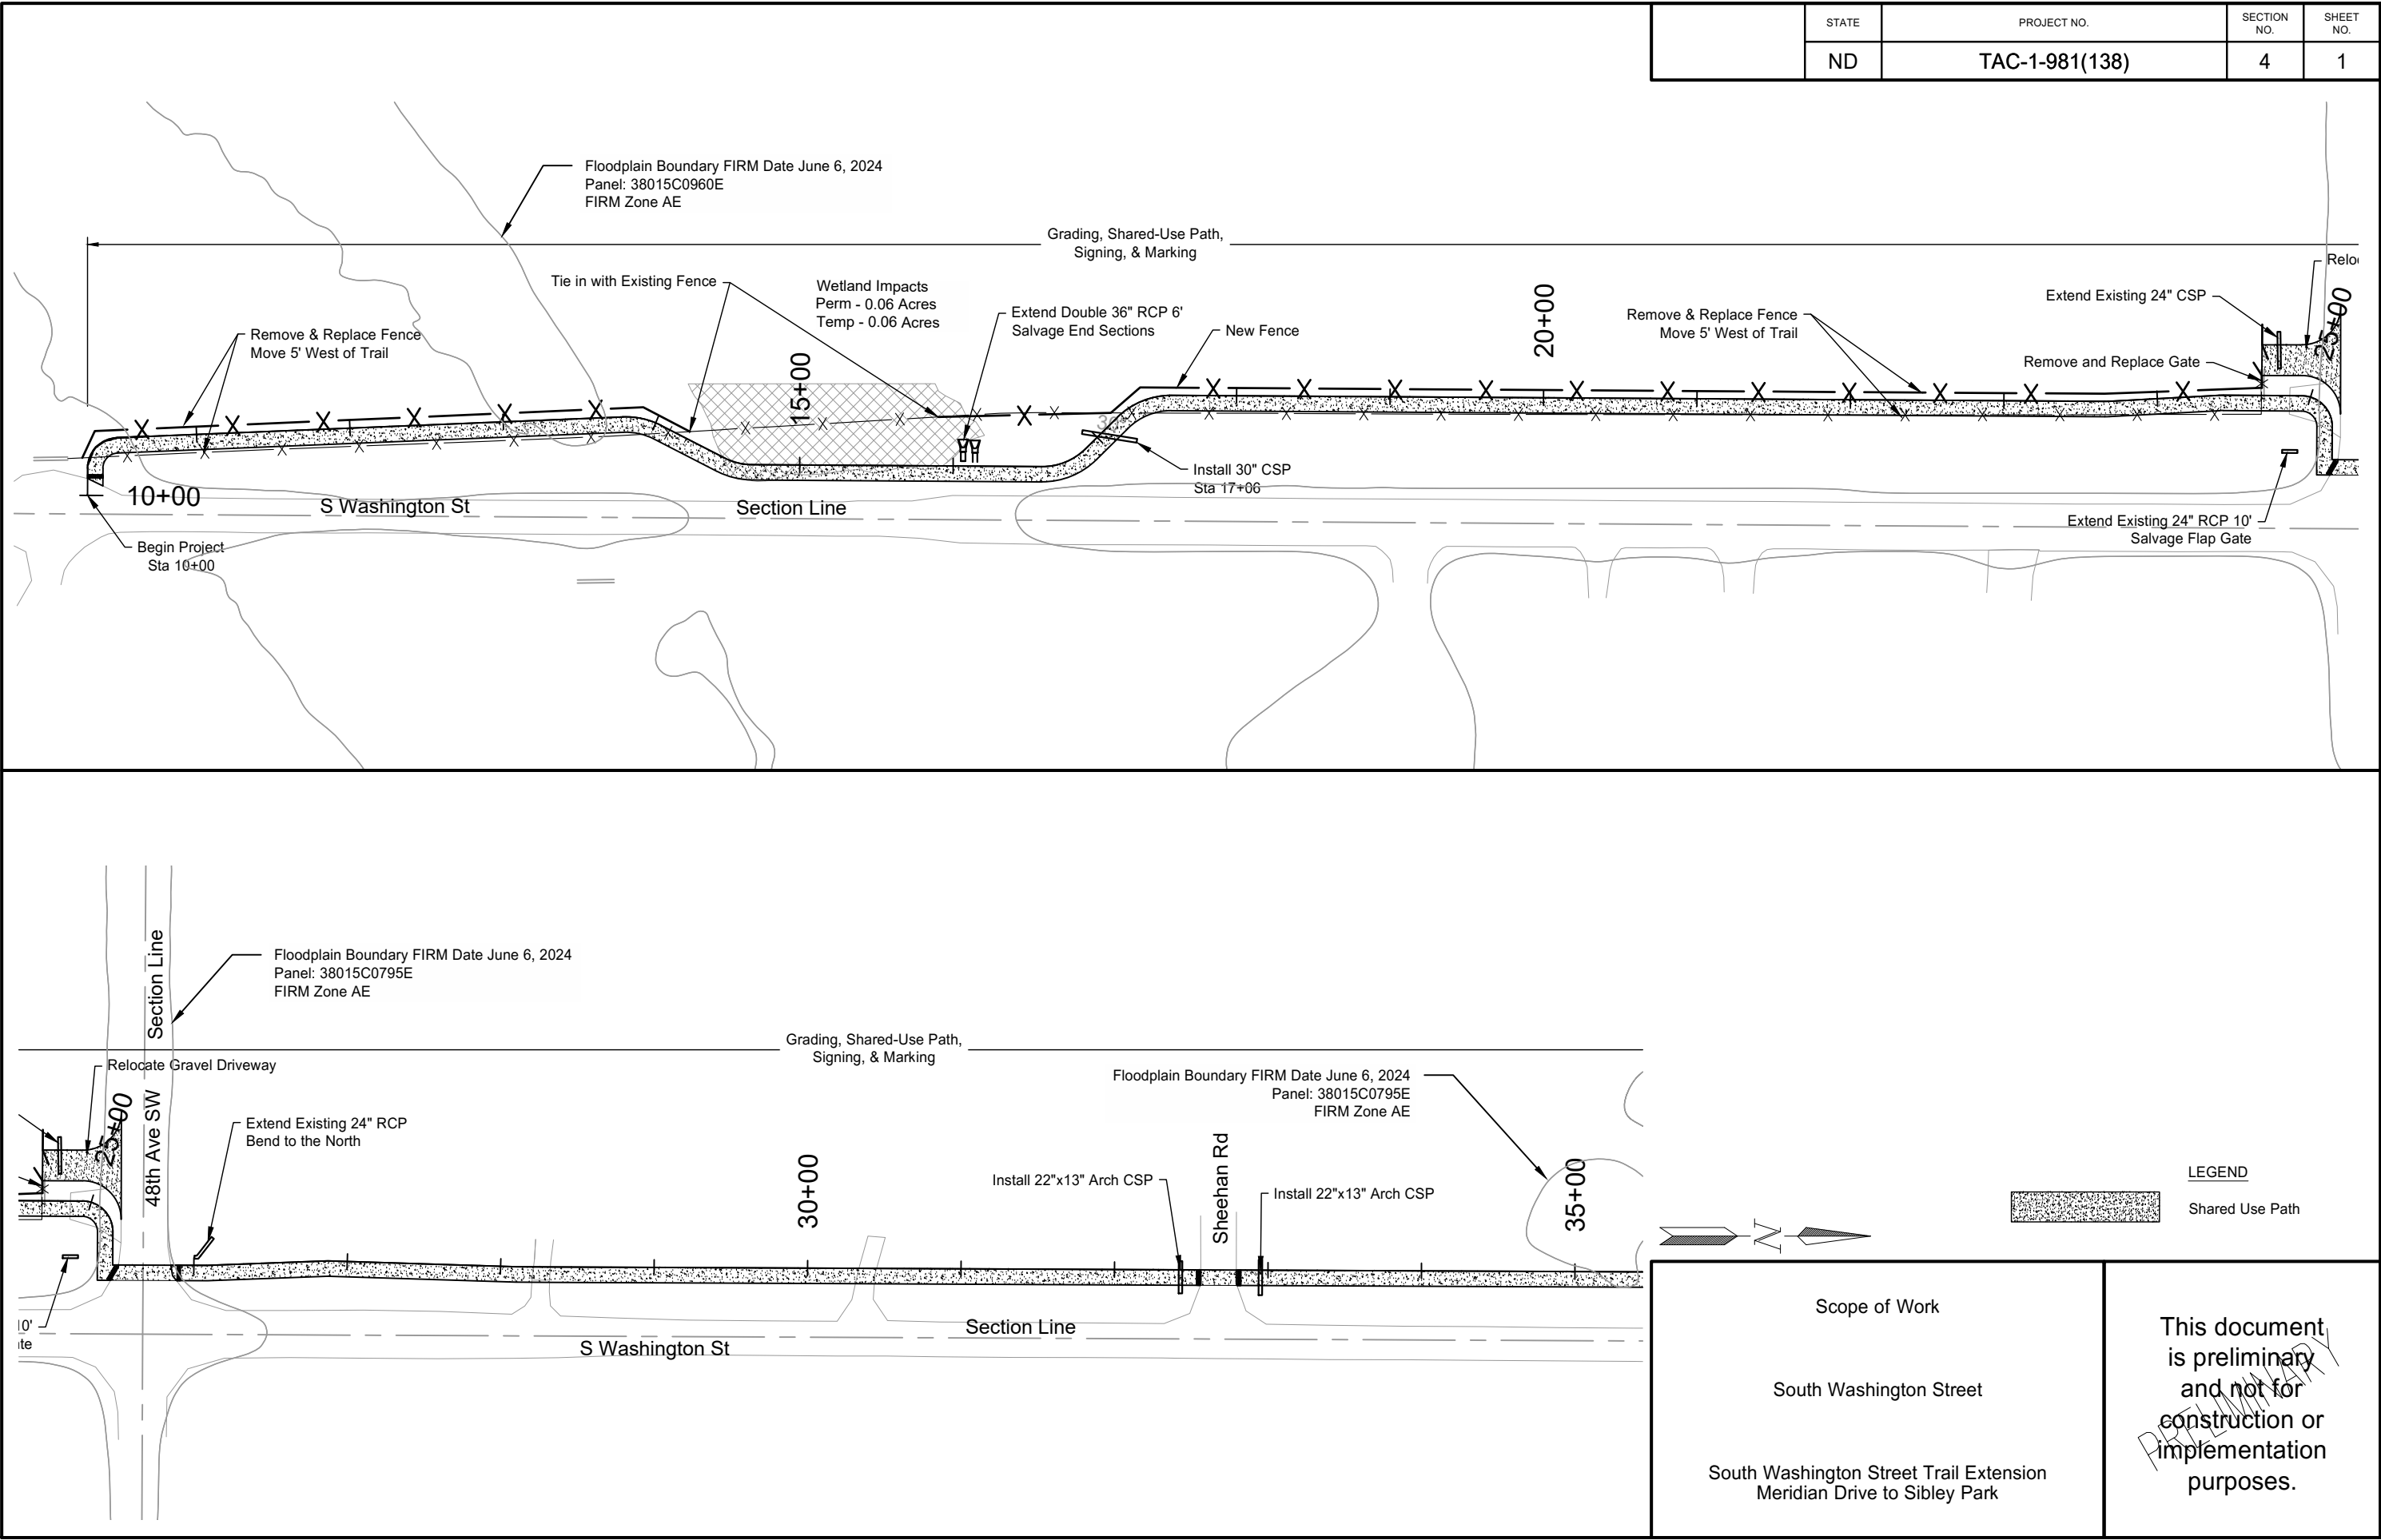 STATE
PROJECT NO.
SECTION
NO.
SHEET
NO.
ND
TAC-1-981(138)
4
1
Floodplain Boundary FIRM Date June 6, 2024
Panel: 38015C0960E
FIRM Zone AE
Grading, Shared-Use Path,
Signing, & Marking
Tie in with Existing Fence
Wetland Impacts
Perm - 0.06 Acres
Temp - 0.06 Acres
Extend Double 36" RCP 6'
Salvage End Sections
New Fence
Remove & Replace Fence
Move 5' West of Trail
15+00
20+00
Remove & Replace Fence
Move 5' West of Trail
Extend Existing 24" CSP
Relo
25+00
Remove and Replace Gate
Install 30" CSP
Sta 17+06
10+00
S Washington St
Section Line
Extend Existing 24" RCP 10'
Salvage Flap Gate
Begin Project
Sta 10+00
Section Line
48th Ave SW
Floodplain Boundary FIRM Date June 6, 2024
Panel: 38015C0795E
FIRM Zone AE
Grading, Shared-Use Path,
Signing, & Marking
Relocate Gravel Driveway
25+00
Extend Existing 24" RCP
Bend to the North
Floodplain Boundary FIRM Date June 6, 2024
Panel: 38015C0795E
FIRM Zone AE
30+00
Install 22"x13" Arch CSP
Sheehan Rd
Install 22"x13" Arch CSP
35+00
0'
te
Section Line
S Washington St
LEGEND
Shared Use Path
N
Scope of Work
South Washington Street
South Washington Street Trail Extension
Meridian Drive to Sibley Park
This document
is preliminary
and not for
construction or
implementation
purposes.
PRELIMINARY